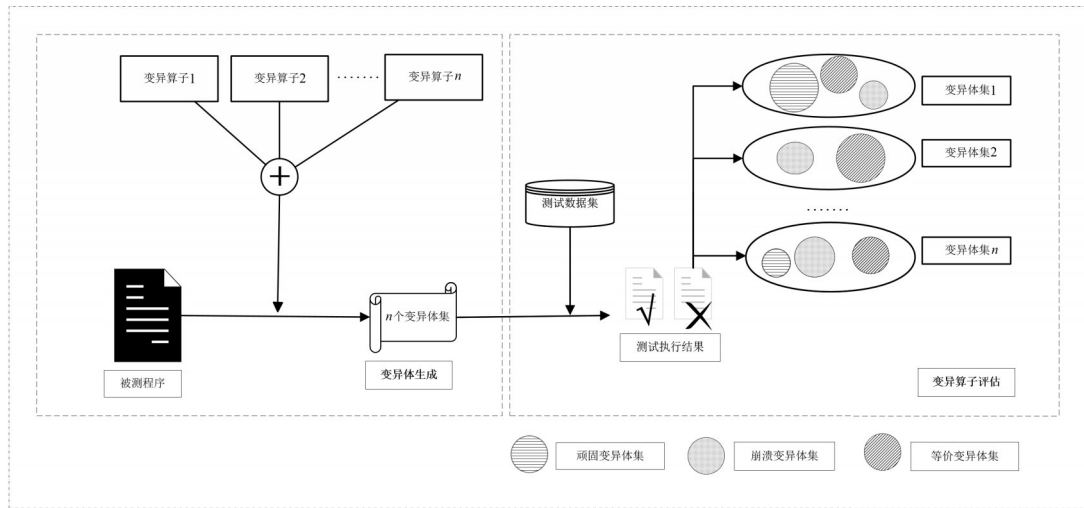 变异算子1
变异算子2
·······
变异算子n
变异体集1
变异体集2
·······
变异体集n
测试数据集
n个变异体集
测试执行结果
被测程序
变异体生成
变异算子评估
顽固变异体集
崩溃变异体集
等价变异体集